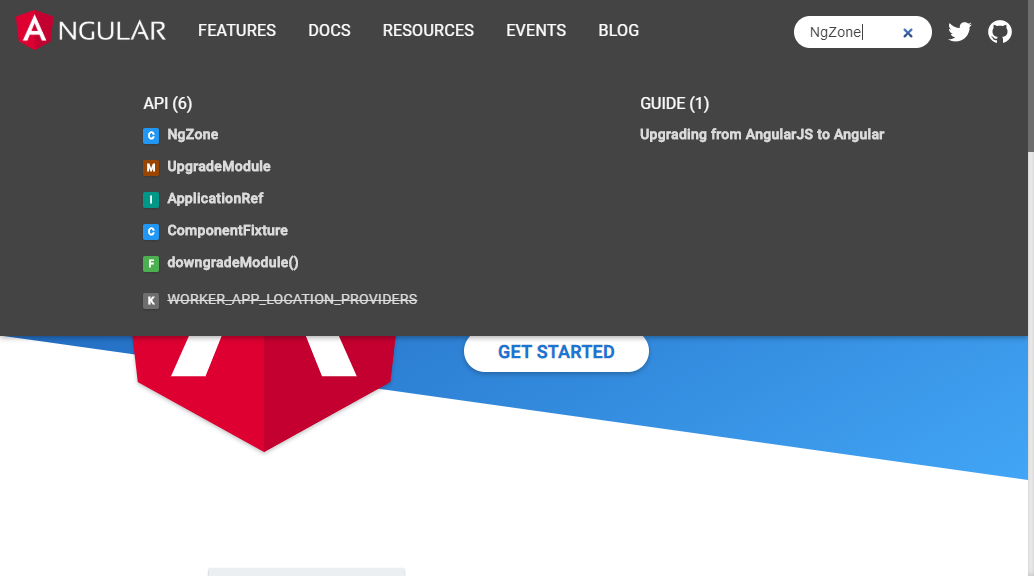 ANGULAR FEATURES DOCS RESOURCES EVENTS BLOG NgZone
API (6)
C NgZone
M UpgradeModule
I ApplicationRef
C ComponentFixture
F downgradeModule()
K WORKER_APP_LOCATION_PROVIDERS
GUIDE (1)
Upgrading from AngularJS to Angular
GET STARTED